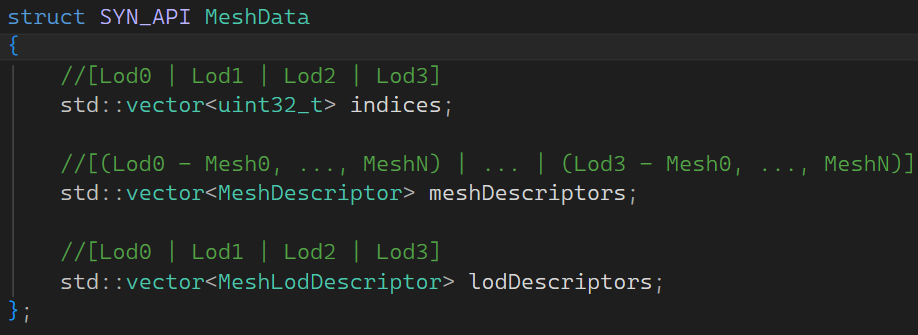 struct SYN_API MeshData
{
//[Lod0 | Lod1 | Lod2 | Lod3]
std::vector<uint32_t> indices;
//[(Lod0 - Mesh0, ..., MeshN) | ... | (Lod3 - Mesh0, ..., MeshN)]
std::vector<MeshDescriptor> meshDescriptors;
//[Lod0 | Lod1 | Lod2 | Lod3]
std::vector<MeshLodDescriptor> lodDescriptors;
};